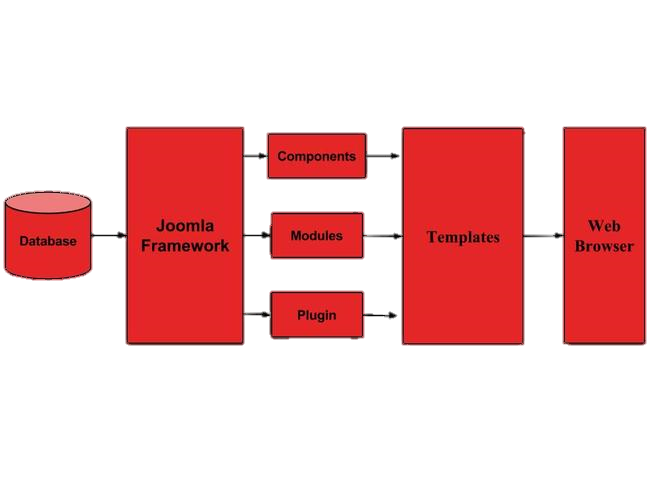 Database
Joomla
Framework
Components
Modules
Plugin
Templates
Web
Browser